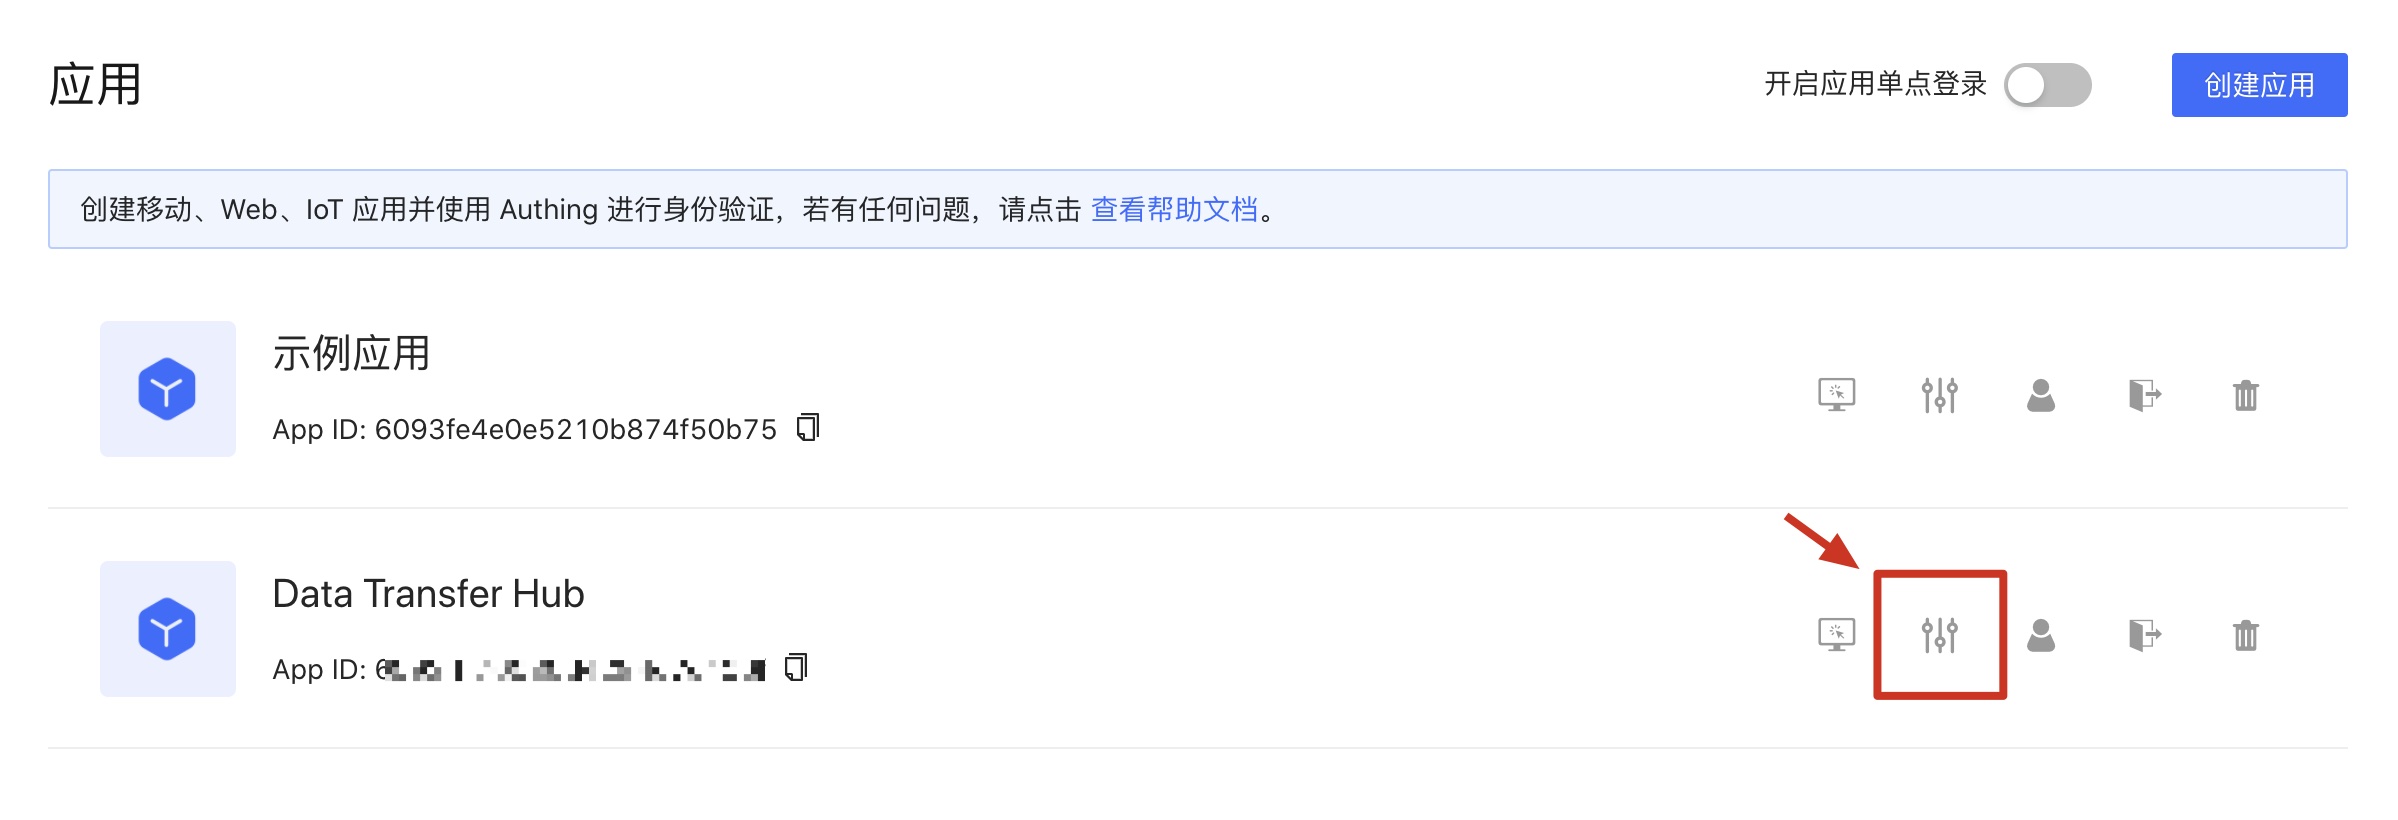 应用
开启应用单点登录
创建应用
创建移动、Web、IoT 应用并使用 Authing 进行身份验证，若有任何问题，请点击 查看帮助文档。
示例应用
App ID: 6093fe4e0e5210b874f50b75
Data Transfer Hub
App ID: